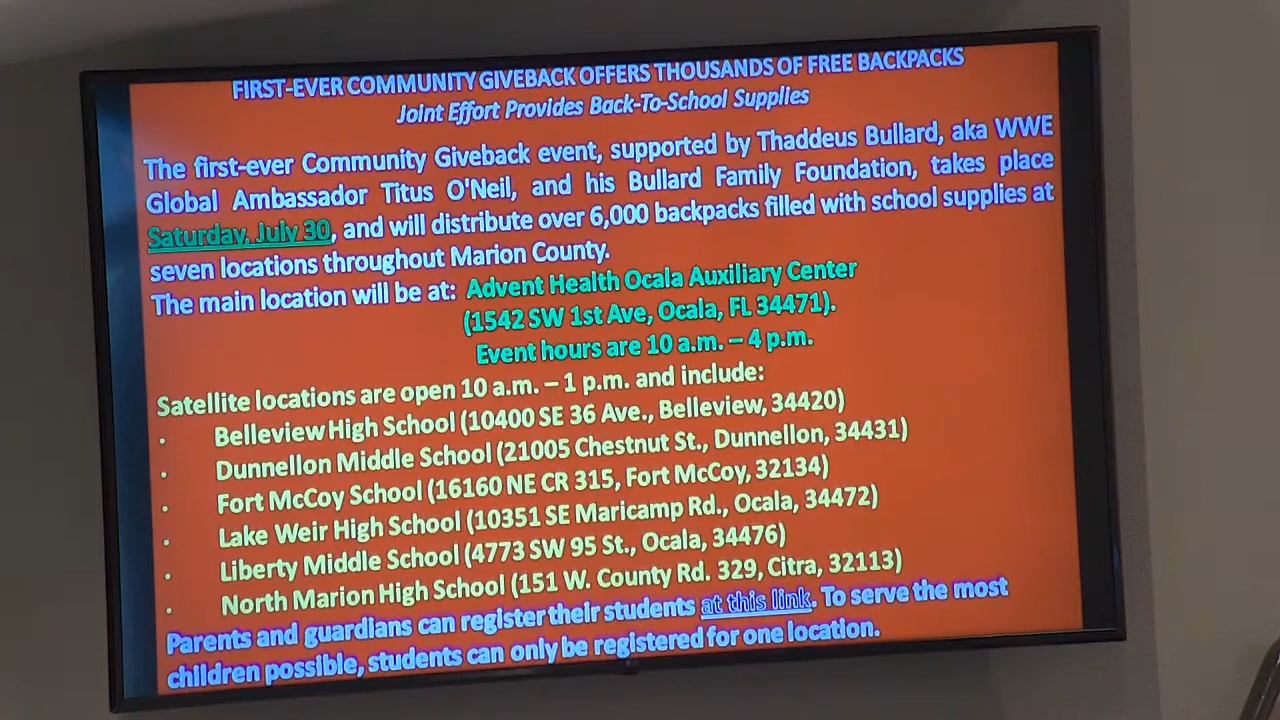 FIRST-EVER COMMUNITY GIVEBACK OFFERS THOUSANDS OF FREE BACKPACKS
Joint Effort Provides Back-To-School Supplies
The first-ever Community Giveback event, supported by Thaddeus Bullard, aka WWE
Global Ambassador Titus O'Neil, and his Bullard Family Foundation, takes place
Saturday, July 30, and will distribute over 6,000 backpacks filled with school supplies at
seven locations throughout Marion County.
The main location will be at: Advent Health Ocala Auxiliary Center
(1542 SW 1st Ave, Ocala, FL 34471).
Event hours are 10 a.m. – 4 p.m.
Satellite locations are open 10 a.m. – 1 p.m. and include:
· Belleview High School (10400 SE 36 Ave., Belleview, 34420)
· Dunnellon Middle School (21005 Chestnut St., Dunnellon, 34431)
· Fort McCoy School (16160 NE CR 315, Fort McCoy, 32134)
· Lake Weir High School (10351 SE Maricamp Rd., Ocala, 34472)
· Liberty Middle School (4773 SW 95 St., Ocala, 34476)
· North Marion High School (151 W. County Rd. 329, Citra, 32113)
Parents and guardians can register their students at this link. To serve the most
children possible, students can only be registered for one location.